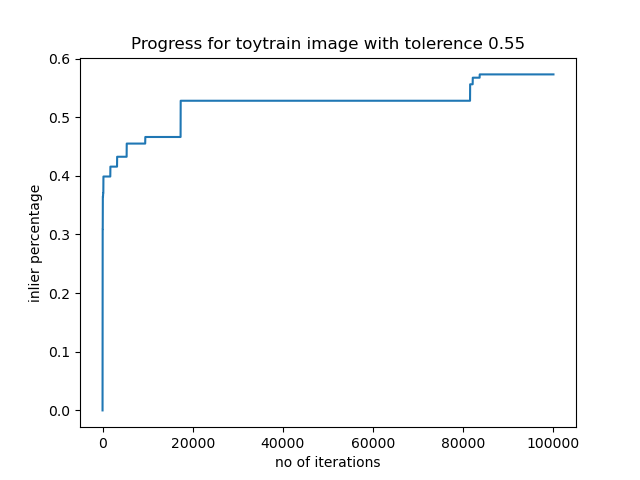 Progress for toytrain image with tolerence 0.55
0.6
0.5
0.4
0.3
0.2
0.1
0.0
inlier percentage
0 20000 40000 60000 80000 100000
no of iterations